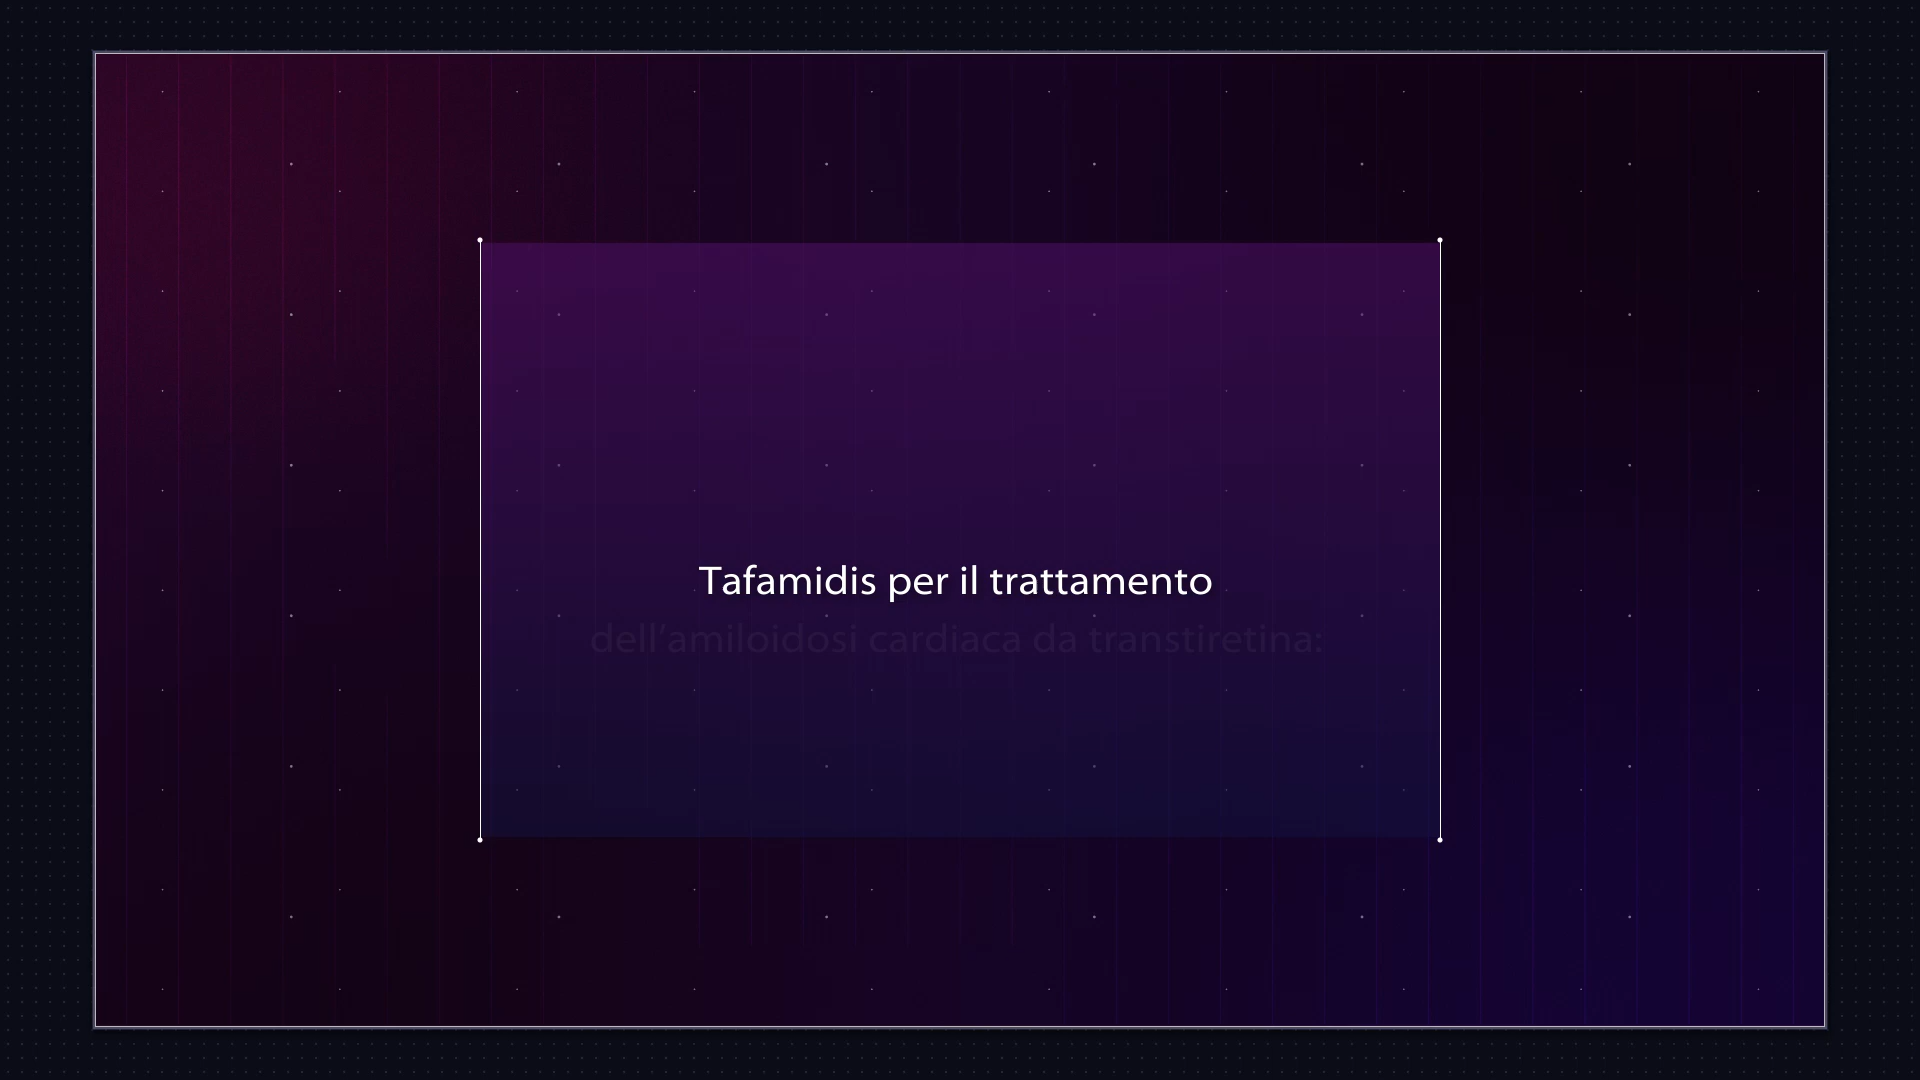 Tafamidis per il trattamento
dell’amiloidosi cardiaca da transtiretina: